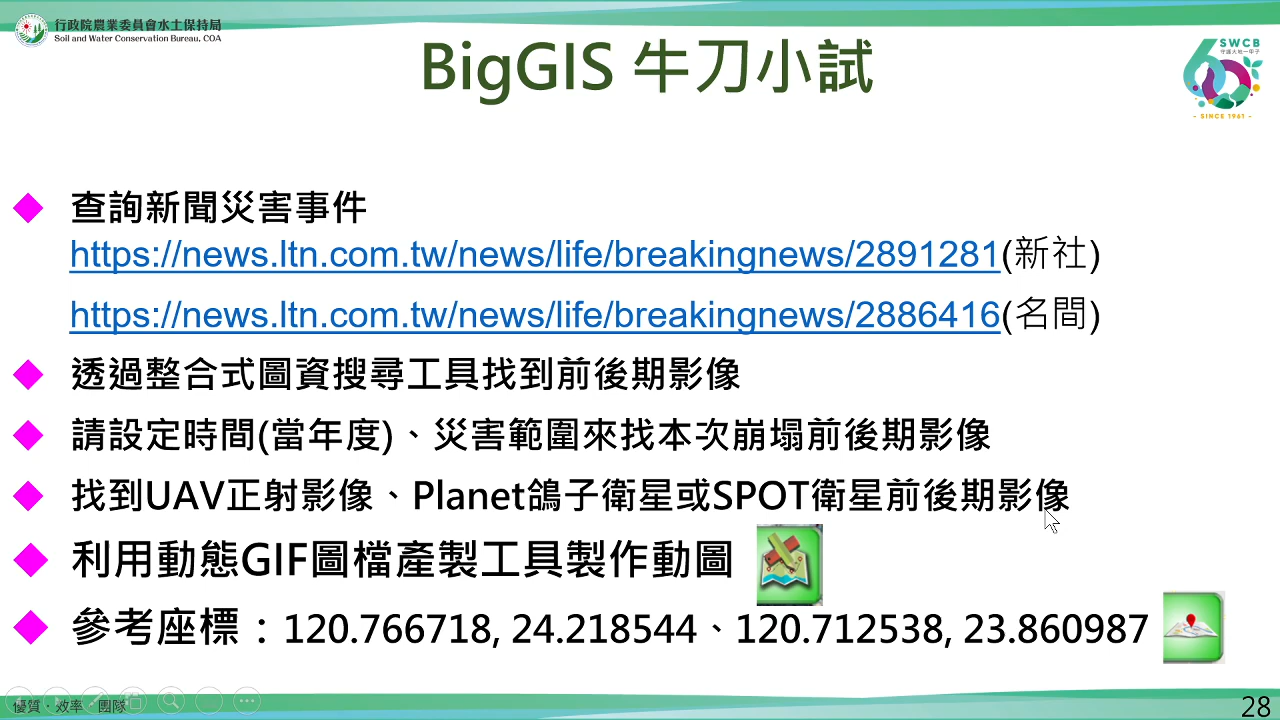 行政院農業委員會水土保持局
Soil and Water Conservation Bureau, COA
BigGIS 牛刀小試
SWCB
守護大地一甲子
60
- SINCE 1961 -
查詢新聞災害事件
https://news.ltn.com.tw/news/life/breakingnews/2891281(新社)
https://news.ltn.com.tw/news/life/breakingnews/2886416(名間)
透過整合式圖資搜尋工具找到前後期影像
請設定時間(當年度)、災害範圍來找本次崩塌前後期影像
找到UAV正射影像、Planet鴿子衛星或SPOT衛星前後期影像
利用動態GIF圖檔產製工具製作動圖
參考座標：120.766718, 24.218544、120.712538, 23.860987
優質．效率．團隊
28